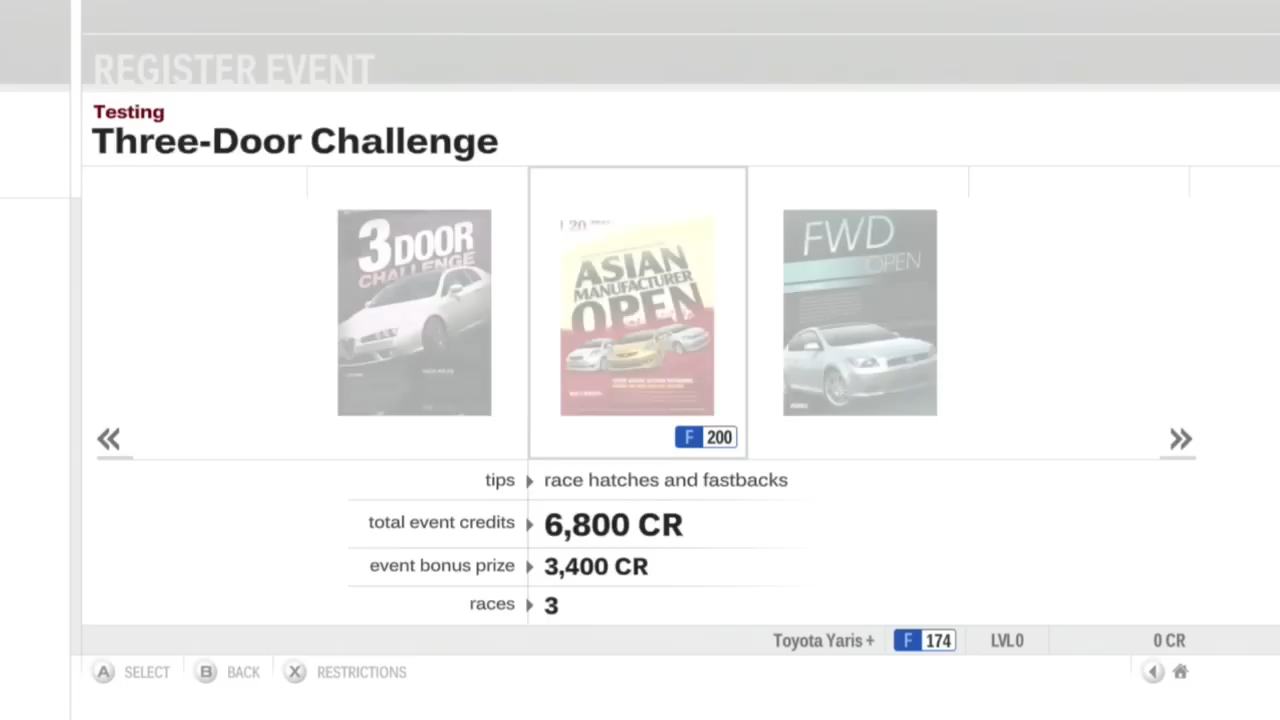 REGISTER EVENT
Testing
Three-Door Challenge
3 DOOR
CHALLENGE
20
ASIAN
MANUFACTURER
OPEN
FWD
OPEN
F 200
tips race hatches and fastbacks
total event credits 6,800 CR
event bonus prize 3,400 CR
races 3
Toyota Yaris + F 174 LVL0 0 CR
A SELECT B BACK X RESTRICTIONS